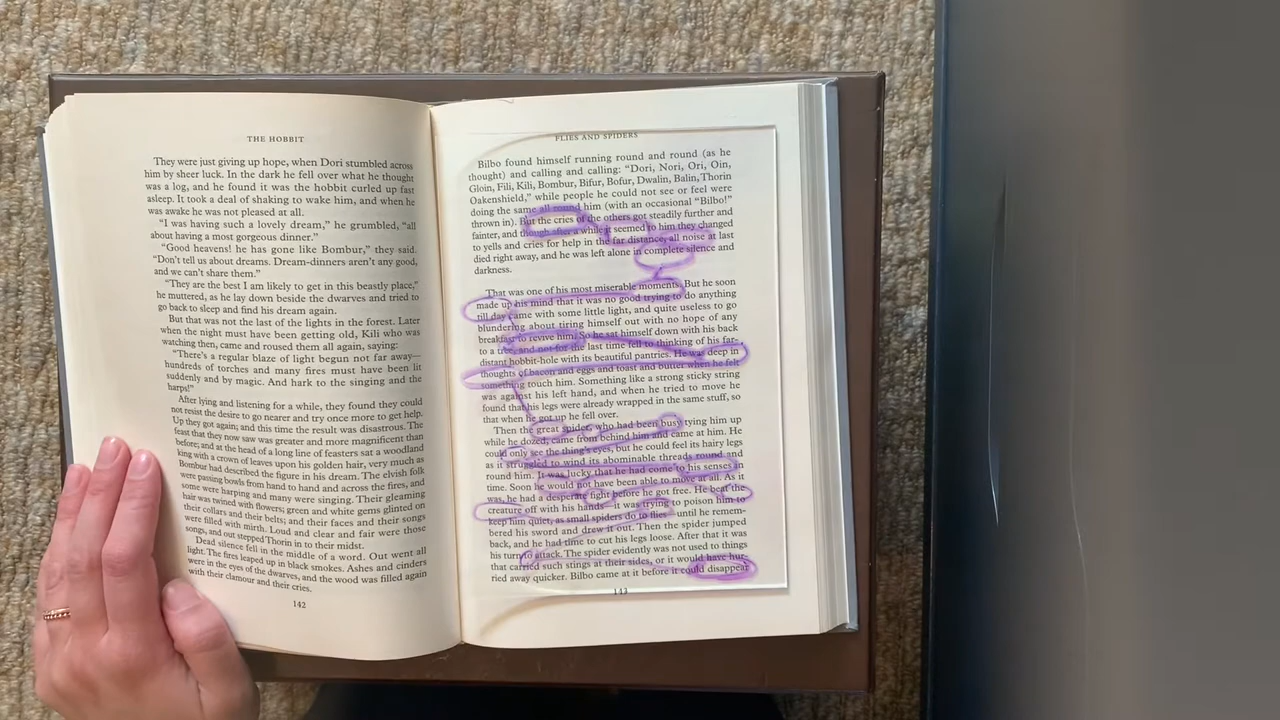 THE HOBBIT
They were just giving up hope, when Dori stumbled across
him by sheer luck. In the dark he fell over what he thought
was a log, and he found it was the hobbit curled up fast
asleep. It took a deal of shaking to wake him, and when he
was awake he was not pleased at all.
“I was having such a lovely dream,” he grumbled, “all
about having a most gorgeous dinner.”
“Good heavens! he has gone like Bombur,” they said.
“Don't tell us about dreams. Dream-dinners aren't any good,
and we can't share them.”
“They are the best I am likely to get in this beastly place,”
he muttered, as he lay down beside the dwarves and tried to
go back to sleep and find his dream again.
But that was not the last of the lights in the forest. Later
when the night must have been getting old, Kili who was
watching then, came and roused them all again, saying:
“There's a regular blaze of light begun not far away—
hundreds of torches and many fires must have been lit
suddenly and by magic. And hark to the singing and the
harps!”
After lying and listening for a while, they found they could
not resist the desire to go nearer and try once more to get help.
Up they got again; and this time the result was disastrous. The
feast that they now saw was greater and more magnificent than
before; and at the head of a long line of feasters sat a woodland
king with a crown of leaves upon his golden hair, very much as
Bombur had described the figure in his dream. The elvish folk
were passing bowls from hand to hand and across the fires, and
some were harping and many were singing. Their gleaming
hair was twined with flowers; green and white gems glinted on
their collars and their belts; and their faces and their songs
were filled with mirth. Loud and clear and fair were those
songs, and out stepped Thorin in to their midst.
Dead silence fell in the middle of a word. Out went all
light. The fires leaped up in black smokes. Ashes and cinders
were in the eyes of the dwarves, and the wood was filled again
with their clamour and their cries.
142
FLIES AND SPIDERS
Bilbo found himself running round and round (as he
thought) and calling and calling: “Dori, Nori, Ori, Oin,
Gloin, Fili, Kili, Bombur, Bifur, Bofur, Dwalin, Balin, Thorin
Oakenshield,” while people he could not see or feel were
doing the same all round him (with an occasional “Bilbo!”
thrown in). But the cries of the others got steadily further and
fainter, and though after a while it seemed to him they changed
to yells and cries for help in the far distance, all noise at last
died right away, and he was left alone in complete silence and
darkness.
That was one of his most miserable moments. But he soon
made up his mind that it was no good trying to do anything
till day came with some little light, and quite useless to go
blundering about tiring himself out with no hope of any
breakfast to revive him. So he sat himself down with his back
to a tree, and not for the last time fell to thinking of his far-
distant hobbit-hole with its beautiful pantries. He was deep in
thoughts of bacon and eggs and toast and butter when he felt
something touch him. Something like a strong sticky string
was against his left hand, and when he tried to move he
found that his legs were already wrapped in the same stuff, so
that when he got up he fell over.
Then the great spider, who had been busy tying him up
while he dozed, came from behind him and came at him. He
could only see the thing's eyes, but he could feel its hairy legs
as it struggled to wind its abominable threads round and
round him. It was lucky that he had come to his senses in
time. Soon he would not have been able to move at all. As it
was, he had a desperate fight before he got free. He beat the
creature off with his hands—it was trying to poison him to
keep him quiet, as small spiders do to flies—until he remem-
bered his sword and drew it out. Then the spider jumped
back, and he had time to cut his legs loose. After that it was
his turn to attack. The spider evidently was not used to things
that carried such stings at their sides, or it would have hur-
ried away quicker. Bilbo came at it before it could disappear
143